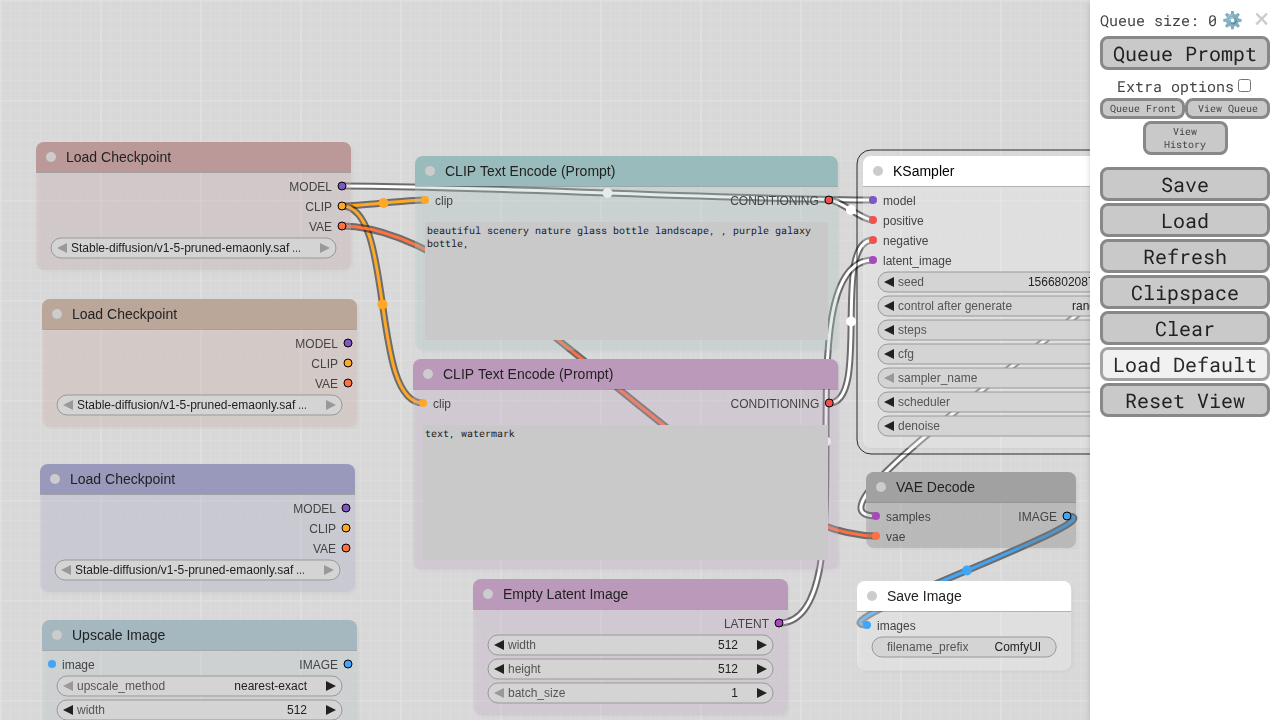 Load Checkpoint
MODEL
CLIP
VAE
Stable-diffusion/v1-5-pruned-emaonly.saf ...
Load Checkpoint
MODEL
CLIP
VAE
Stable-diffusion/v1-5-pruned-emaonly.saf ...
Load Checkpoint
MODEL
CLIP
VAE
Stable-diffusion/v1-5-pruned-emaonly.saf ...
Upscale Image
image IMAGE
upscale_method nearest-exact
width 512
CLIP Text Encode (Prompt)
clip CONDITIONING
beautiful scenery nature glass bottle landscape, , purple galaxy
bottle,
CLIP Text Encode (Prompt)
clip CONDITIONING
text, watermark
Empty Latent Image
LATENT
width 512
height 512
batch_size 1
KSampler
model
positive
negative
latent_image
seed 156680208
control after generate ran
steps
cfg
sampler_name
scheduler
denoise
VAE Decode
samples IMAGE
vae
Save Image
images
filename_prefix ComfyUI
Queue size: 0
Queue Prompt
Extra options
Queue Front View Queue
View
History
Save
Load
Refresh
Clipspace
Clear
Load Default
Reset View